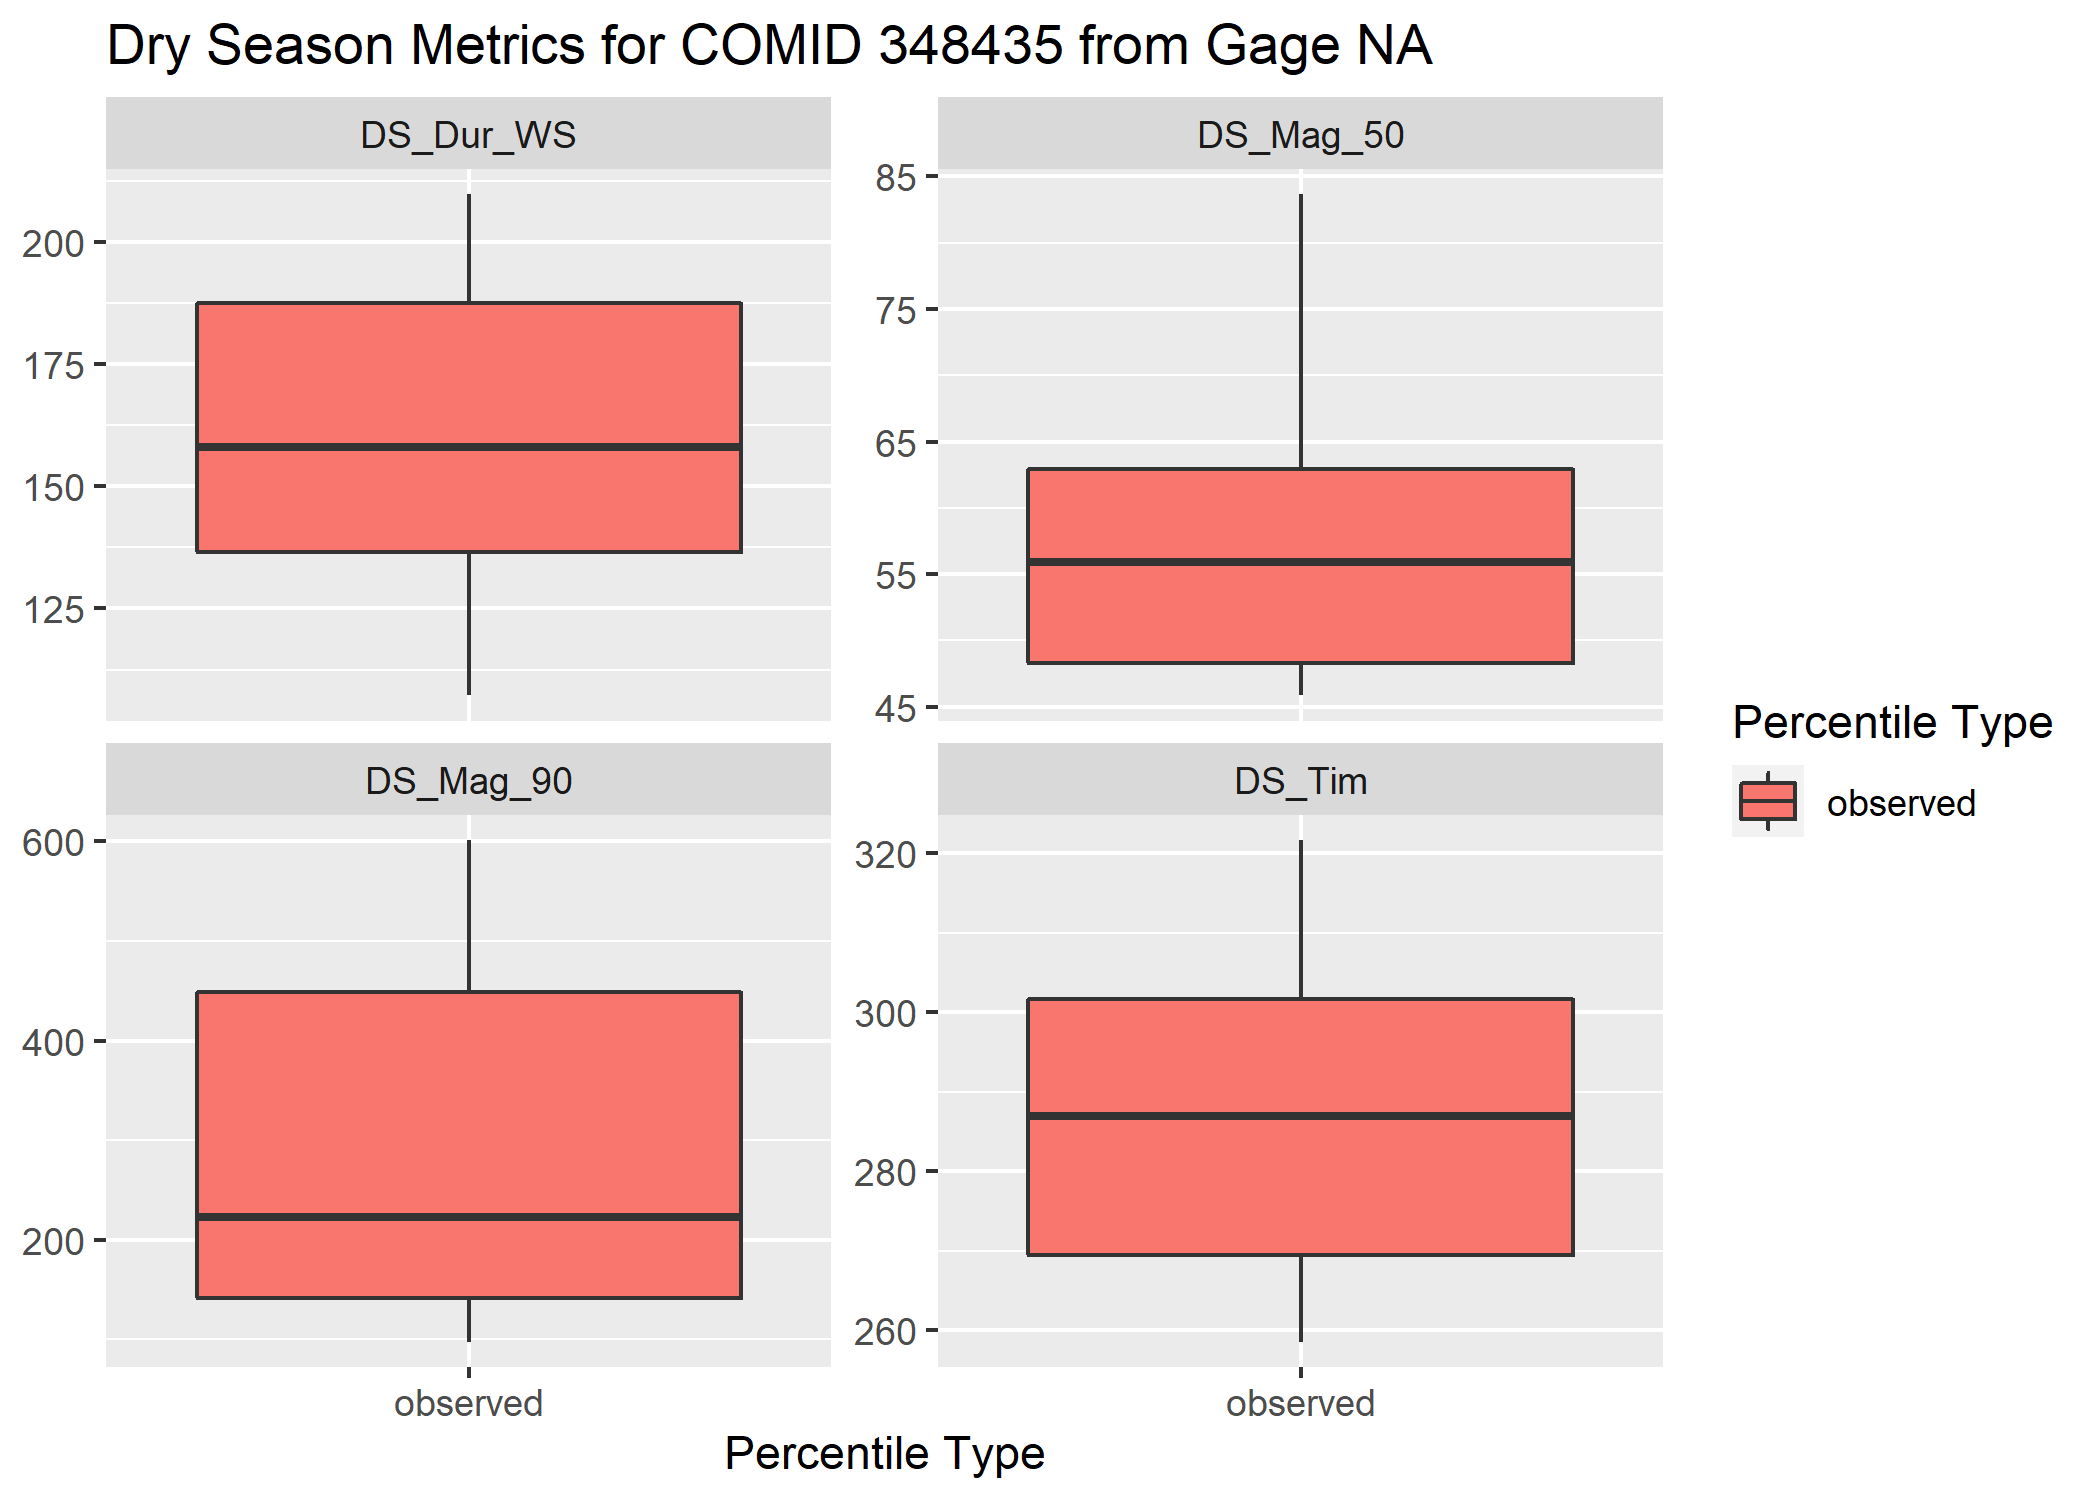 Dry Season Metrics for COMID 348435 from Gage NA
DS_Dur_WS
200
175
150
125
DS_Mag_50
85
75
65
55
45
DS_Mag_90
600
400
200
observed
DS_Tim
320
300
280
260
observed
Percentile Type
Percentile Type
observed